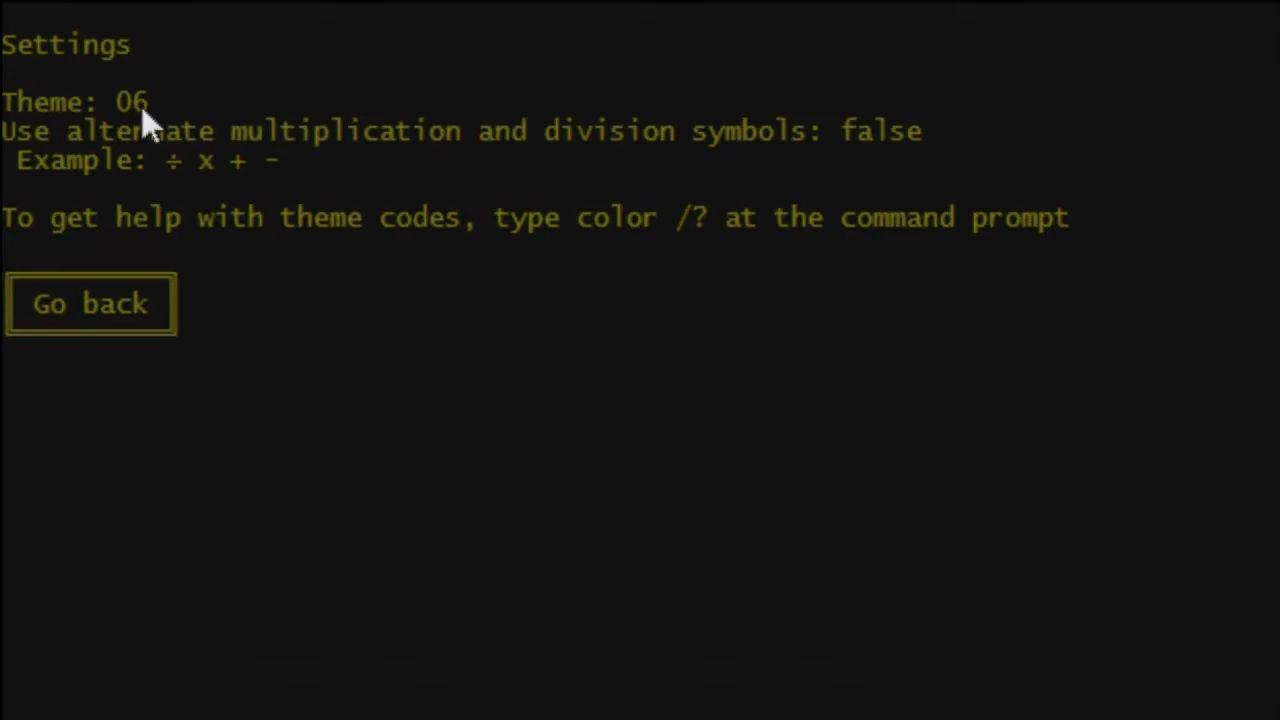 Settings
Theme: 06
Use alternate multiplication and division symbols: false
Example: ÷ x + -
To get help with theme codes, type color /? at the command prompt
Go back